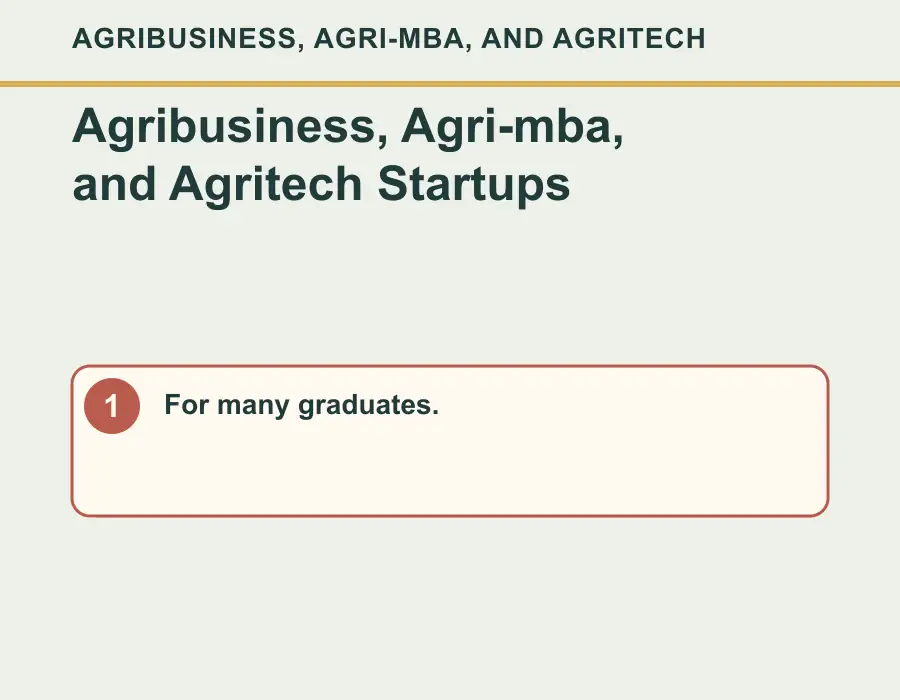 AGRIBUSINESS, AGRI-MBA, AND AGRITECH
Agribusiness, Agri-mba,
and Agritech Startups
1
For many graduates.